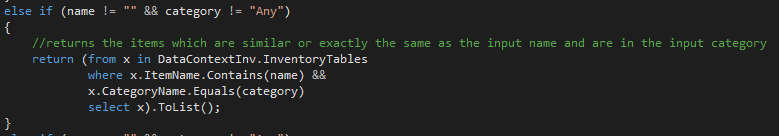 else if (name != "" && category != "Any")
{
//returns the items which are similar or exactly the same as the input name and are in the input category
return (from x in DataContextInv.InventoryTables
where x.ItemName.Contains(name) &&
x.CategoryName.Equals(category)
select x).ToList();
}